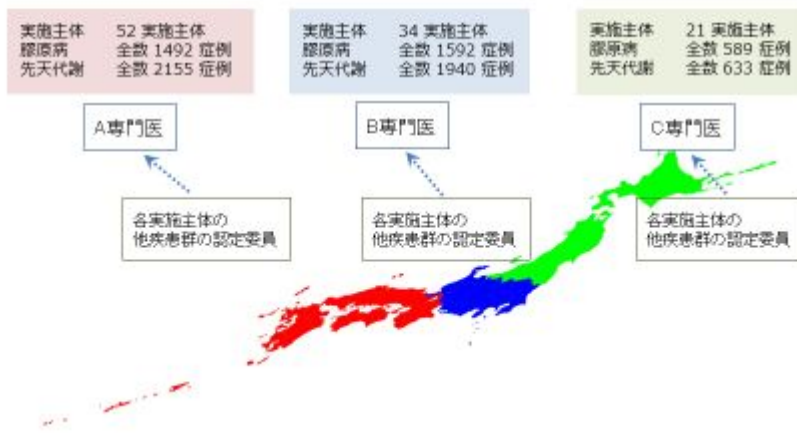 実施主体 52 実施主体
膠原病 全数 1492 症例
先天代謝 全数 2155 症例
実施主体 34 実施主体
膠原病 全数 1592 症例
先天代謝 全数 1940 症例
実施主体 21 実施主体
膠原病 全数 589 症例
先天代謝 全数 633 症例
A専門医
B専門医
C専門医
各実施主体の
他疾患群の認定委員
各実施主体の
他疾患群の認定委員
各実施主体の
他疾患群の認定委員